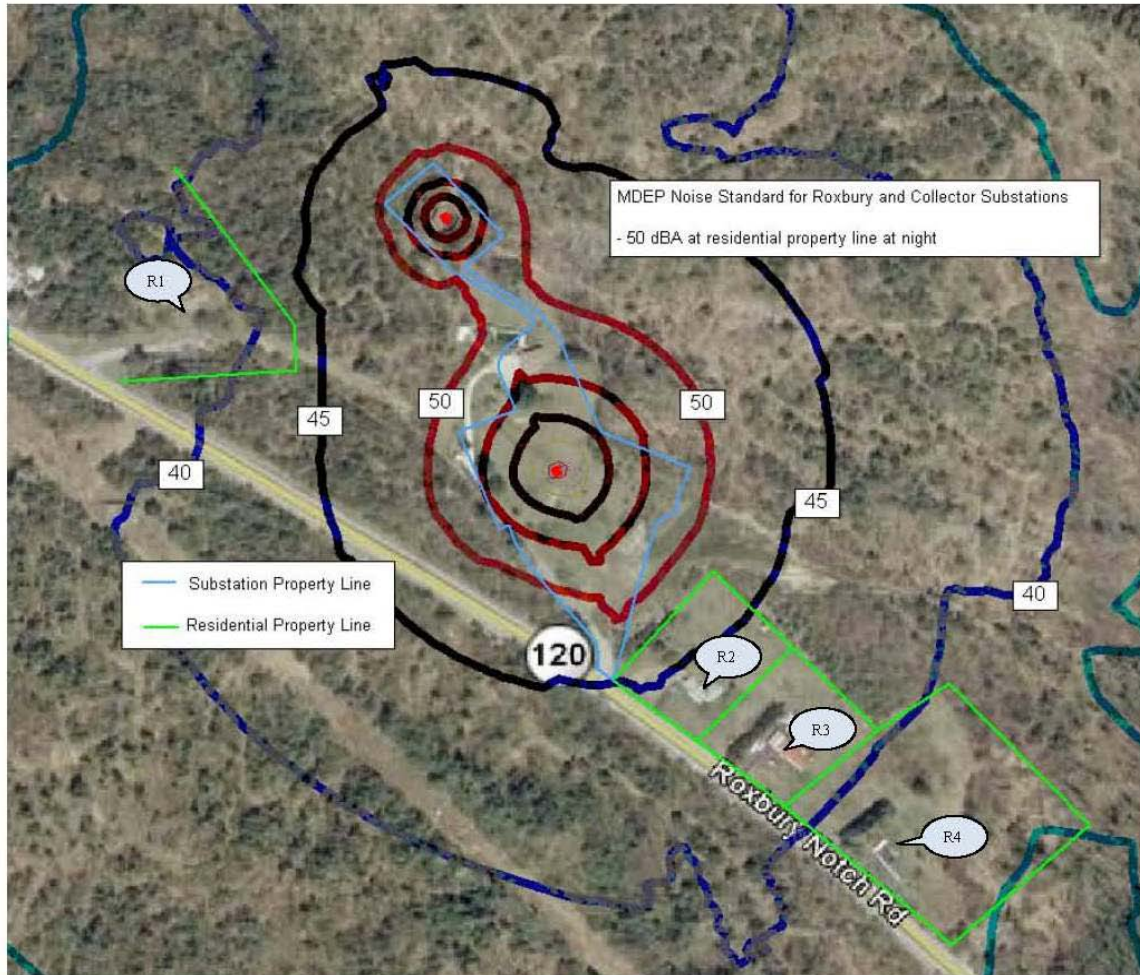 MDEP Noise Standard for Roxbury and Collector Substations
- 50 dBA at residential property line at night
R1
50
50
45
40
45
Substation Property Line
Residential Property Line
40
120
R2
R3
Roxbury Notch Rd
R4